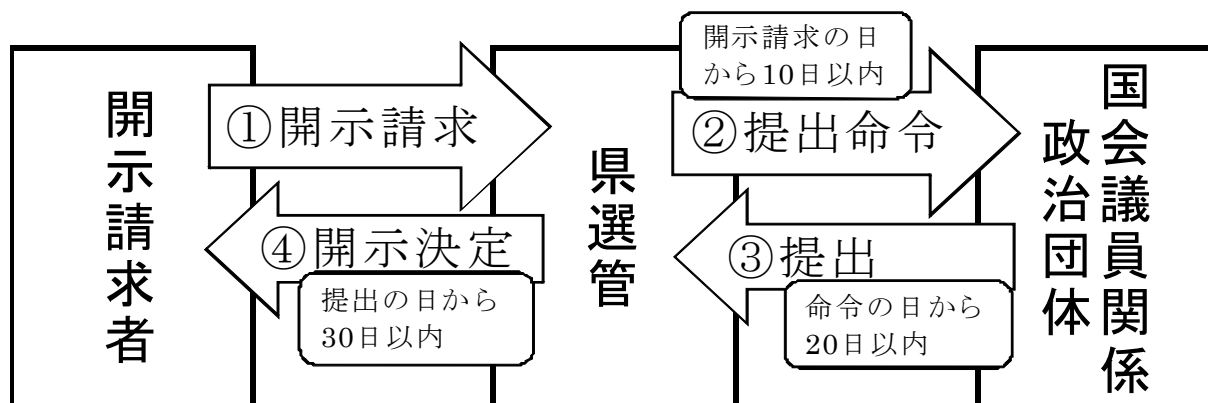 開示請求者
①開示請求
④開示決定
提出の日から
30日以内
県選管
開示請求の日
から10日以内
②提出命令
③提出
命令の日から
20日以内
国会議員関係
政治団体